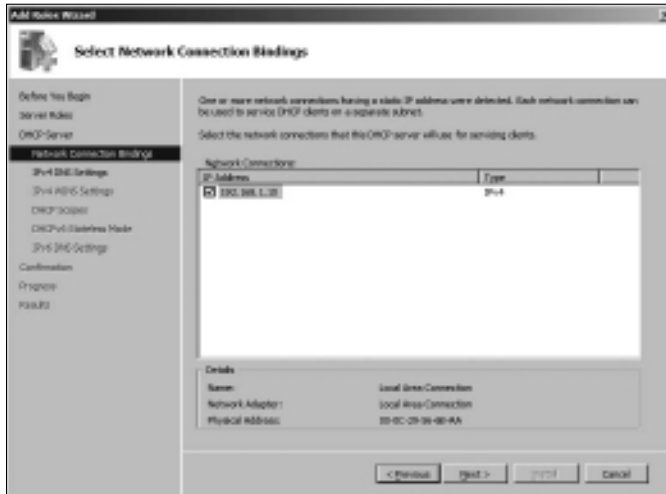 Add Roles Wizard
Select Network Connection Bindings
Before You Begin
Server Roles
DHCP Server
Network Connection Bindings
IPv4 DNS Settings
IPv4 WINS Settings
DHCP Scopes
DHCPv6 Stateless Mode
IPv6 DNS Settings
Confirmation
Progress
Results
One or more network connections having a static IP address were detected. Each network connection can
be used to service DHCP clients on a separate subnet.
Select the network connections that this DHCP server will use for servicing clients.
Network Connections:
IP Address Type
192.168.1.10 IPv4
Details
Name: Local Area Connection
Network Adapter: Local Area Connection
Physical Address:
< Previous Next > Install Cancel